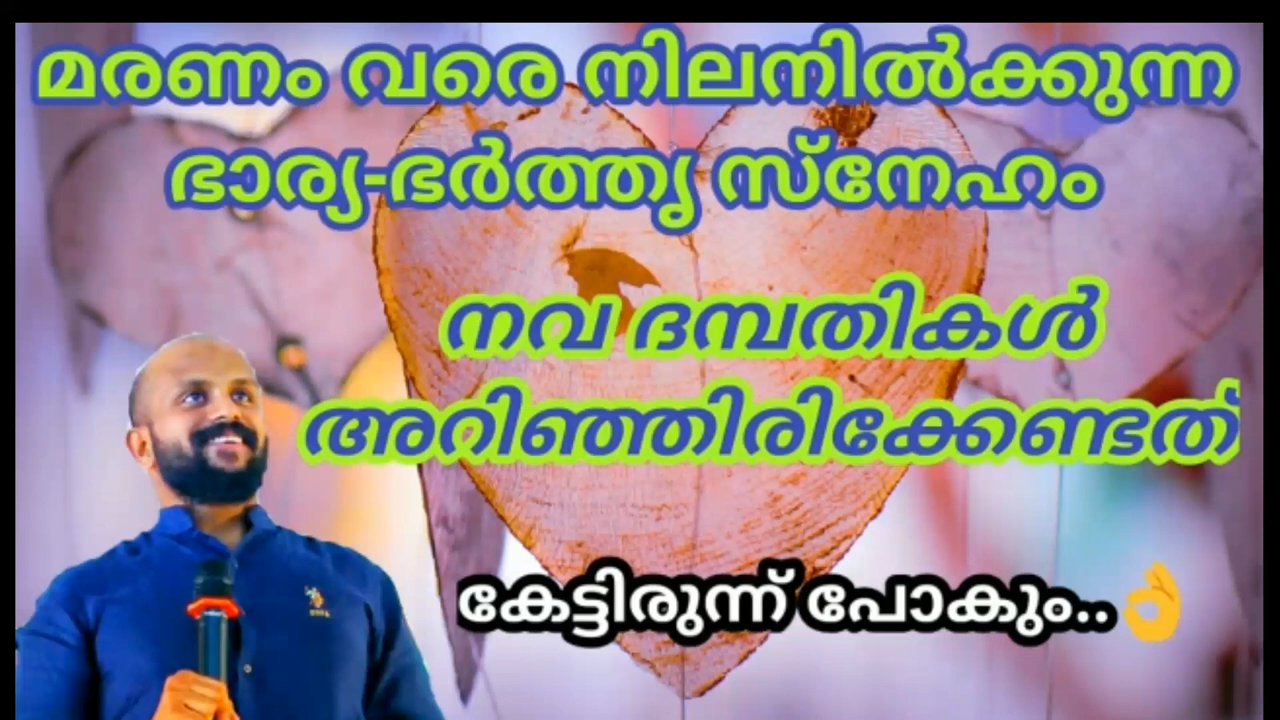 മരണം വരെ നിലനിൽക്കുന്ന
ഭാര്യ-ഭർത്തൃ സ്നേഹം
നവ ദമ്പതികൾ
അറിഞ്ഞിരിക്കേണ്ടത്
കേട്ടിരുന്ന് പോകും..👌